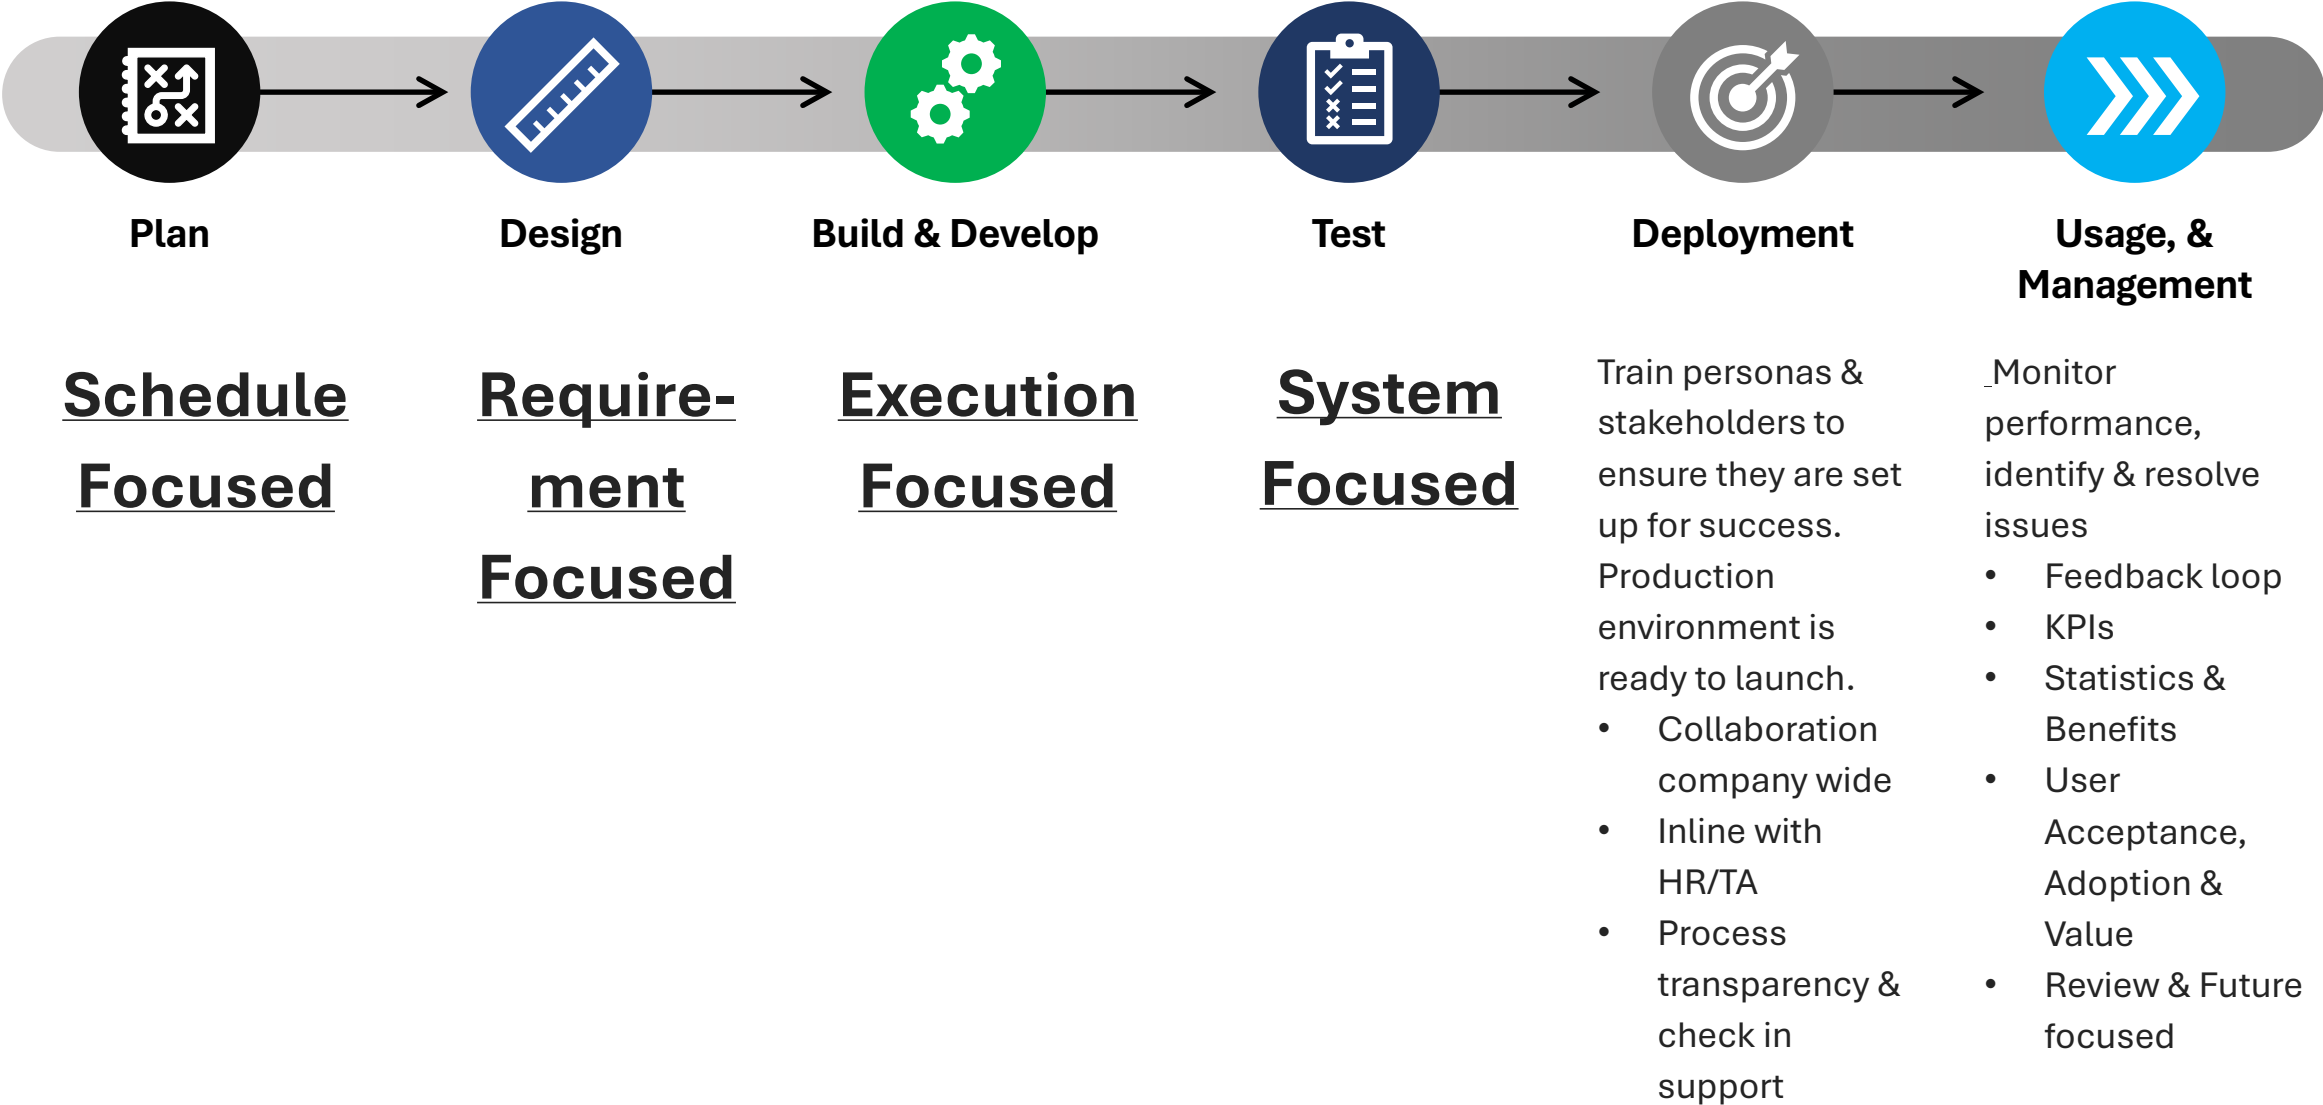 Plan
Design
Build & Develop
Test
Deployment
Usage, &
Management
Schedule
Focused
Require-
ment
Focused
Execution
Focused
System
Focused
Train personas &
stakeholders to
ensure they are set
up for success.
Production
environment is
ready to launch.
• Collaboration
company wide
• Inline with
HR/TA
• Process
transparency &
check in
support
Monitor
performance,
identify & resolve
issues
• Feedback loop
• KPIs
• Statistics &
Benefits
• User
Acceptance,
Adoption &
Value
• Review & Future
focused